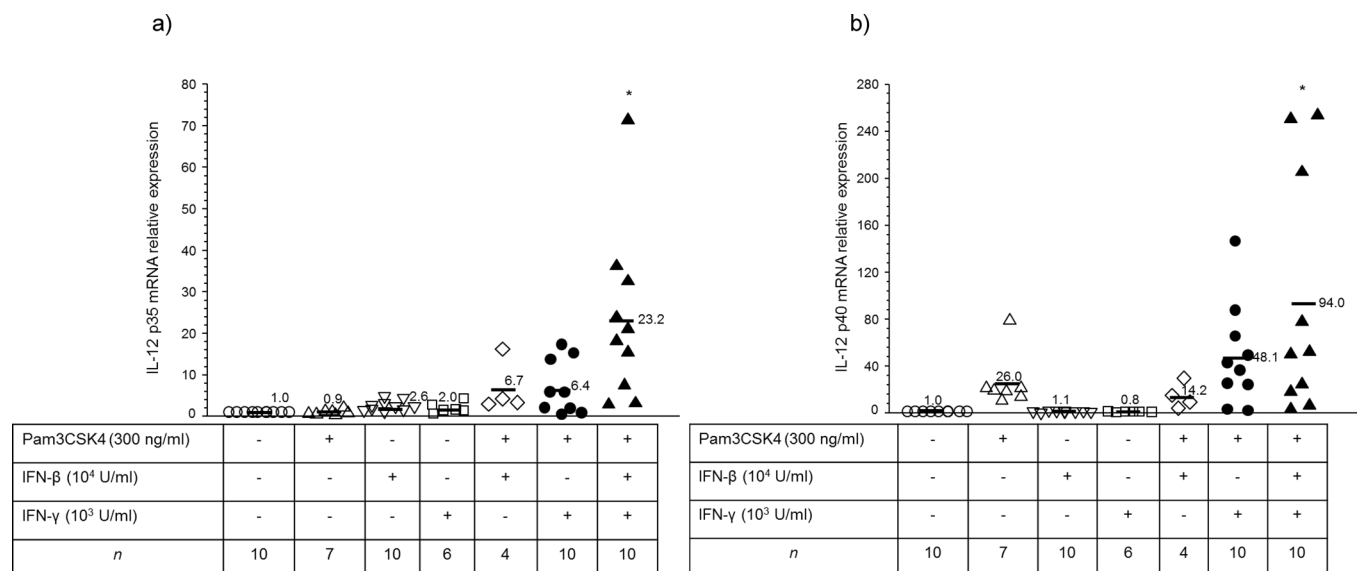 a)
IL-12 p35 mRNA relative expression
80
70
60
50
40
30
20
10
0
1.0
0.9
2.6
2.0
6.7
6.4
23.2
*
Pam3CSK4 (300 ng/ml) - + - - + + +
IFN-β (10⁴ U/ml) - - + - + - +
IFN-γ (10³ U/ml) - - - + - + +
n 10 7 10 6 4 10 10
b)
IL-12 p40 mRNA relative expression
280
240
200
160
120
80
40
0
1.0
26.0
1.1
0.8
14.2
48.1
94.0
*
Pam3CSK4 (300 ng/ml) - + - - + + +
IFN-β (10⁴ U/ml) - - + - + - +
IFN-γ (10³ U/ml) - - - + - + +
n 10 7 10 6 4 10 10